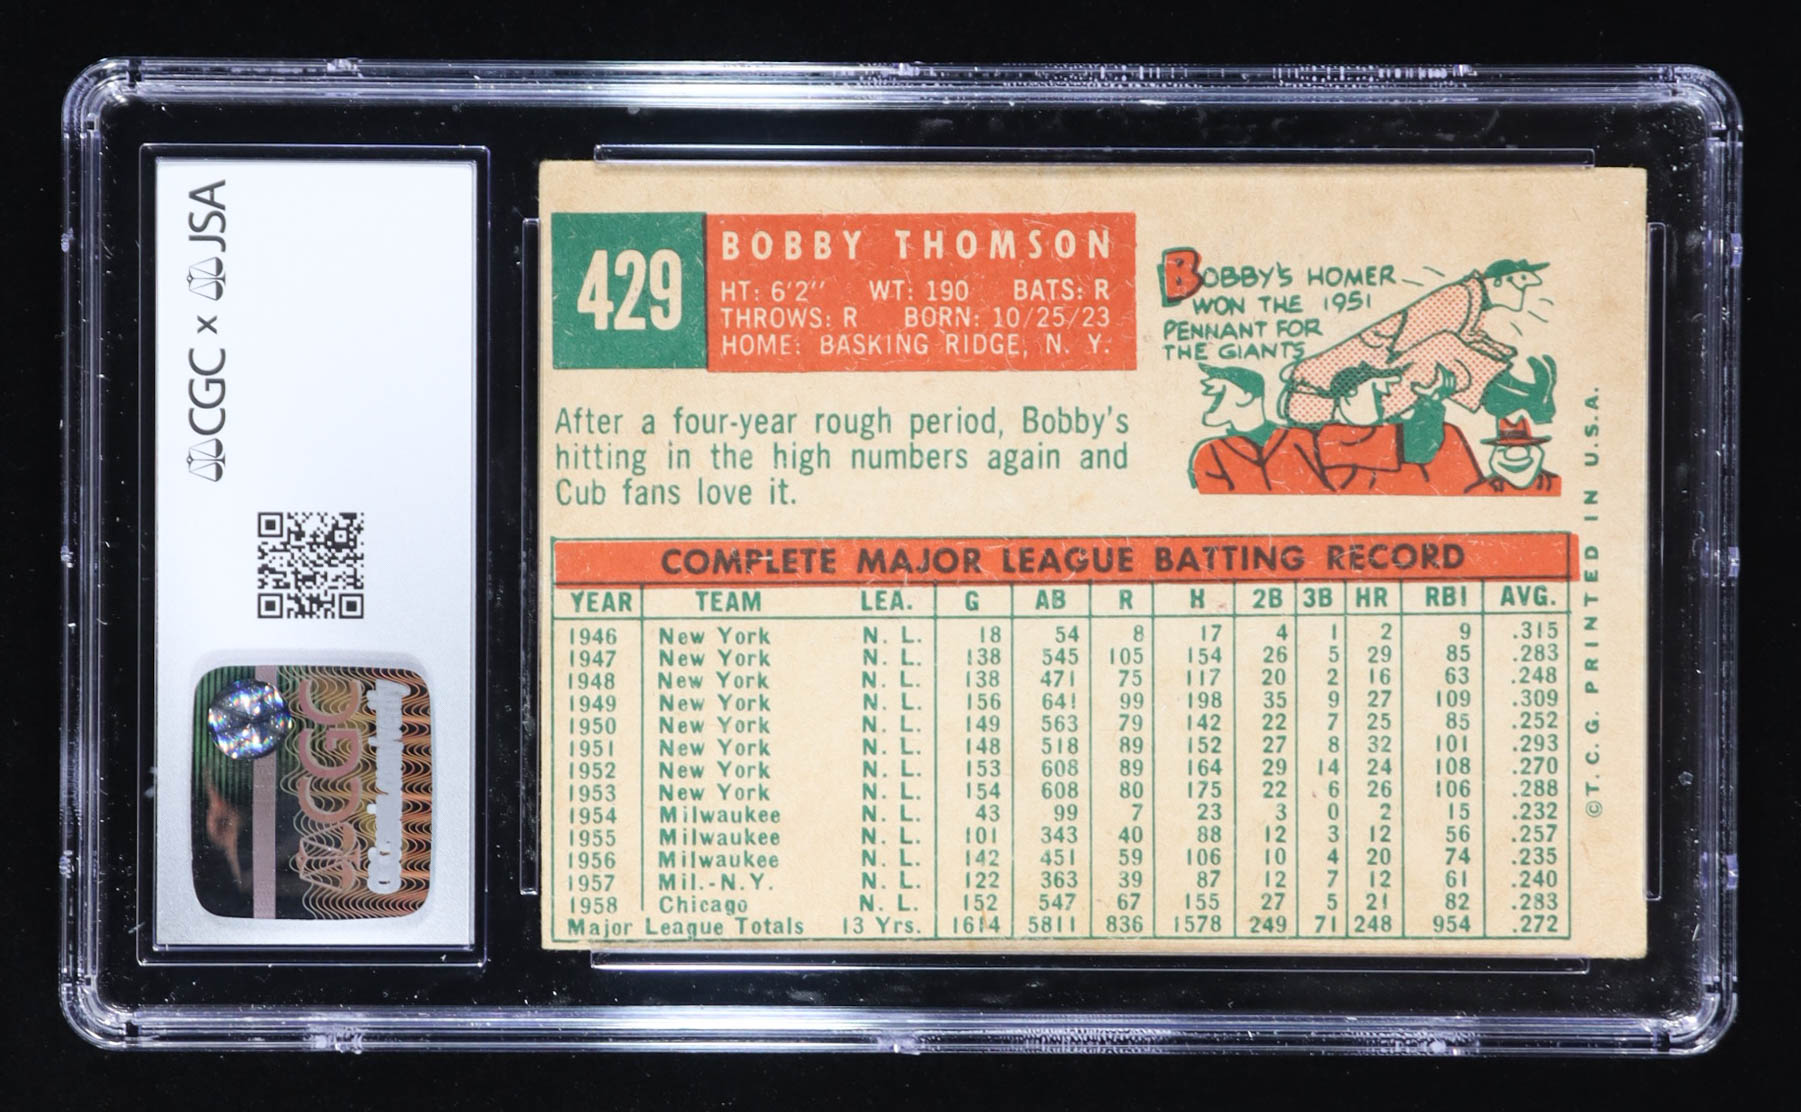 CGC x JSA
CGC
429
BOBBY THOMSON
HT: 6'2" WT: 190 BATS: R
THROWS: R BORN: 10/25/23
HOME: BASKING RIDGE, N. Y.
BOBBY'S HOMER
WON THE 1951
PENNANT FOR
THE GIANTS
After a four-year rough period, Bobby's
hitting in the high numbers again and
Cub fans love it.
COMPLETE MAJOR LEAGUE BATTING RECORD
YEAR TEAM LEA. G AB R H 2B 3B HR RBI AVG.
1946 New York N. L. 18 54 8 17 4 1 2 9 .315
1947 New York N. L. 138 545 105 154 26 5 29 85 .283
1948 New York N. L. 138 471 75 117 20 2 16 63 .248
1949 New York N. L. 156 641 99 198 35 9 27 109 .309
1950 New York N. L. 149 563 79 142 22 7 25 85 .252
1951 New York N. L. 148 518 89 152 27 8 32 101 .293
1952 New York N. L. 153 608 89 164 29 14 24 108 .270
1953 New York N. L. 154 608 80 175 22 6 26 106 .288
1954 Milwaukee N. L. 43 99 7 23 3 0 2 15 .232
1955 Milwaukee N. L. 101 343 40 88 12 3 12 56 .257
1956 Milwaukee N. L. 142 451 59 106 10 4 20 74 .235
1957 Mil.-N.Y. N. L. 122 363 39 87 12 7 12 61 .240
1958 Chicago N. L. 152 547 67 155 27 5 21 82 .283
Major League Totals 13 Yrs. 1614 5811 836 1578 249 71 248 954 .272
©T. C. G. PRINTED IN U.S.A.